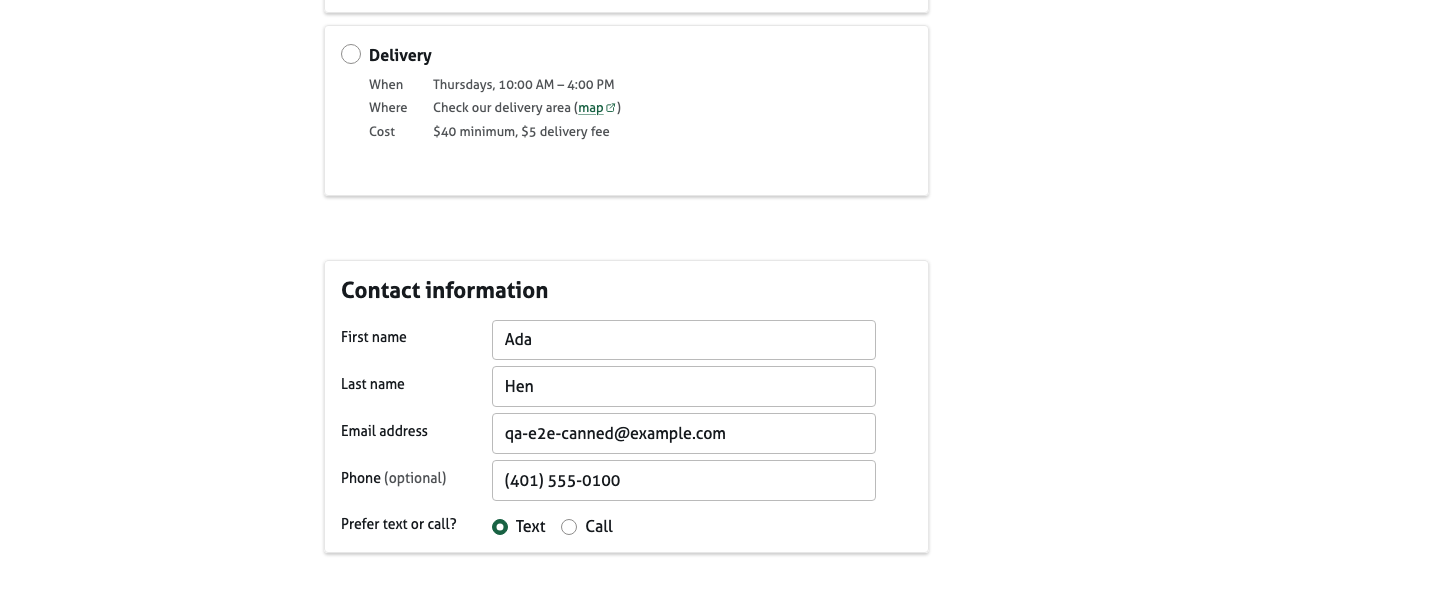 Delivery
When Thursdays, 10:00 AM – 4:00 PM
Where Check our delivery area (map)
Cost $40 minimum, $5 delivery fee
Contact information
First name Ada
Last name Hen
Email address qa-e2e-canned@example.com
Phone (optional) (401) 555-0100
Prefer text or call? Text Call